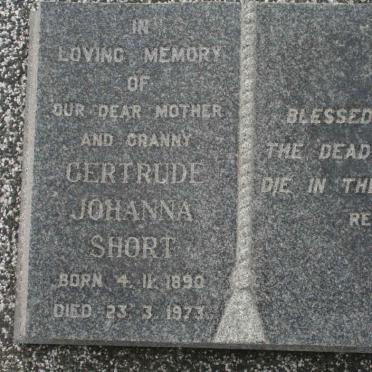 IN
LOVING MEMORY
OF
OUR DEAR MOTHER
AND GRANNY
GERTRUDE
JOHANNA
SHORT
BORN 4. 11. 1890
DIED 23. 3. 1973.
BLESSED
THE DEAD
DIE IN THE
RE